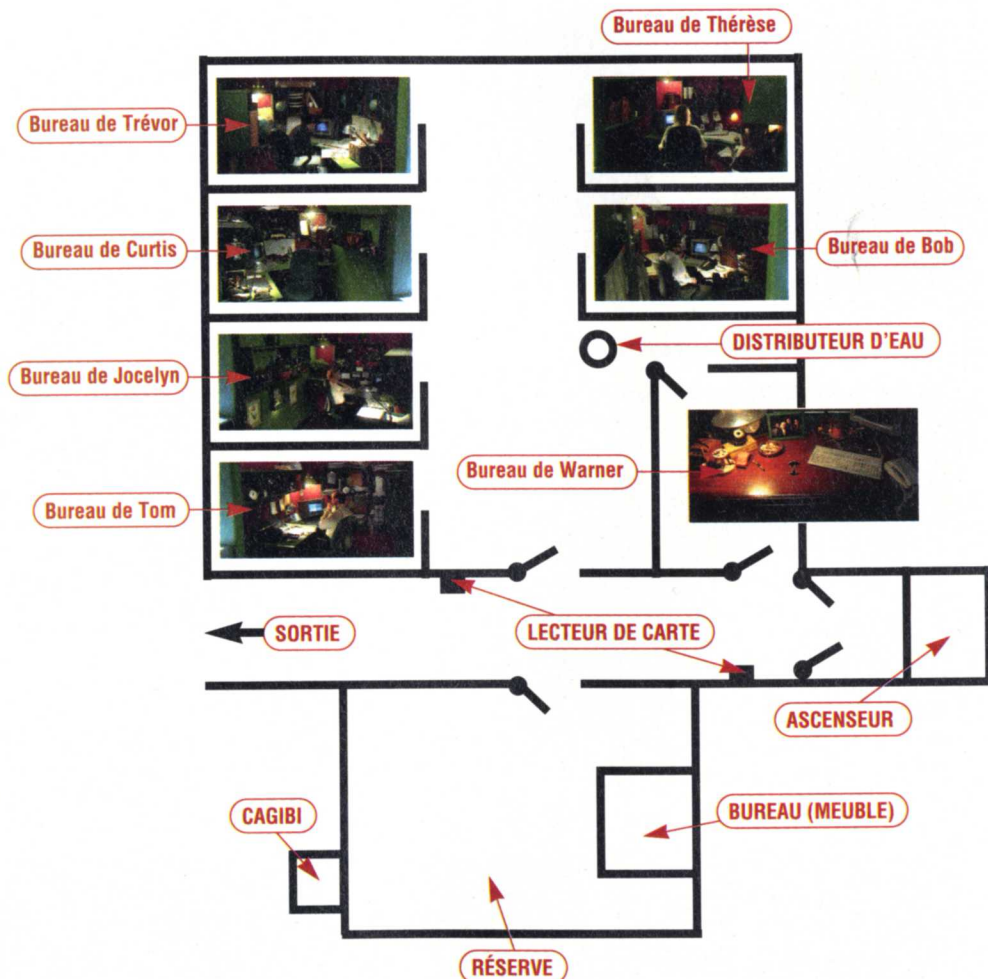 Bureau de Thérèse
Bureau de Trévor
Bureau de Curtis
Bureau de Bob
DISTRIBUTEUR D'EAU
Bureau de Jocelyn
Bureau de Warner
Bureau de Tom
SORTIE
LECTEUR DE CARTE
ASCENSEUR
CAGIBI
BUREAU (MEUBLE)
RÉSERVE